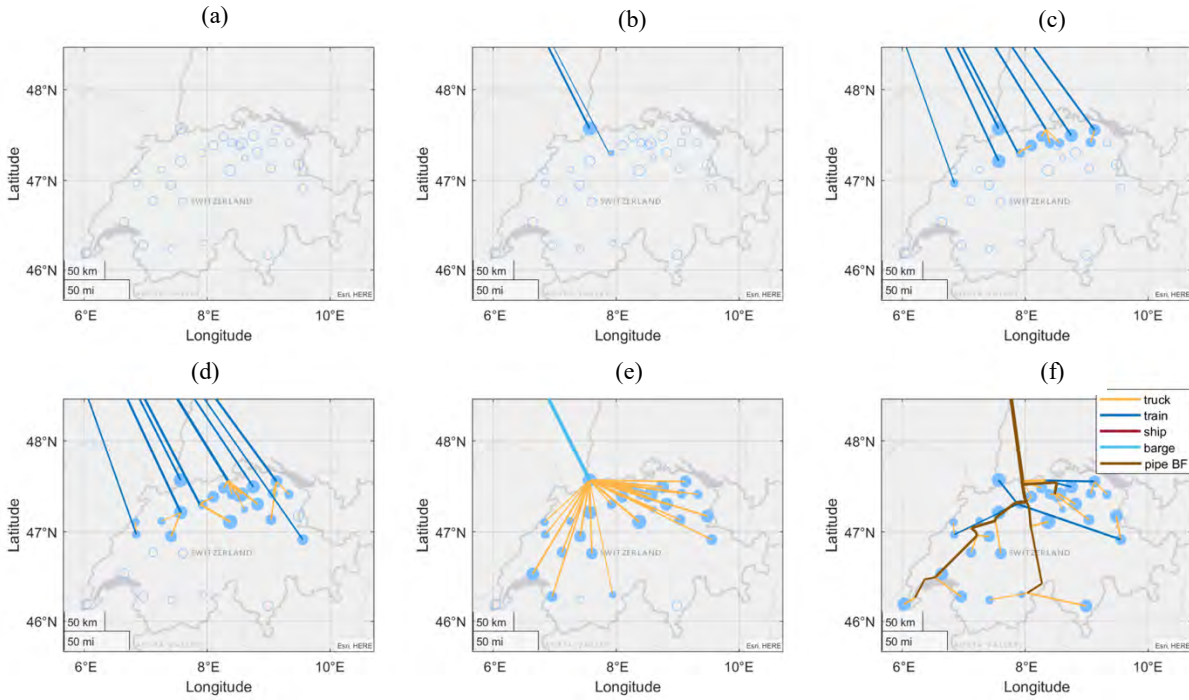 (a)
(b)
(c)
48°N
47°N
46°N
Latitude
SWITZERLAND
50 km
50 mi
Esri, HERE
6°E
8°E
10°E
Longitude
48°N
47°N
46°N
Latitude
SWITZERLAND
50 km
50 mi
Esri, HERE
6°E
8°E
10°E
Longitude
48°N
47°N
46°N
Latitude
SWITZERLAND
50 km
50 mi
Esri, HERE
6°E
8°E
10°E
Longitude
(d)
(e)
(f)
48°N
47°N
46°N
Latitude
SWITZERLAND
50 km
50 mi
Esri, HERE
6°E
8°E
10°E
Longitude
48°N
47°N
46°N
Latitude
SWITZERLAND
50 km
50 mi
Esri, HERE
6°E
8°E
10°E
Longitude
truck
train
ship
barge
pipe BF
48°N
47°N
46°N
Latitude
SWITZERLAND
50 km
50 mi
Esri, HERE
6°E
8°E
10°E
Longitude